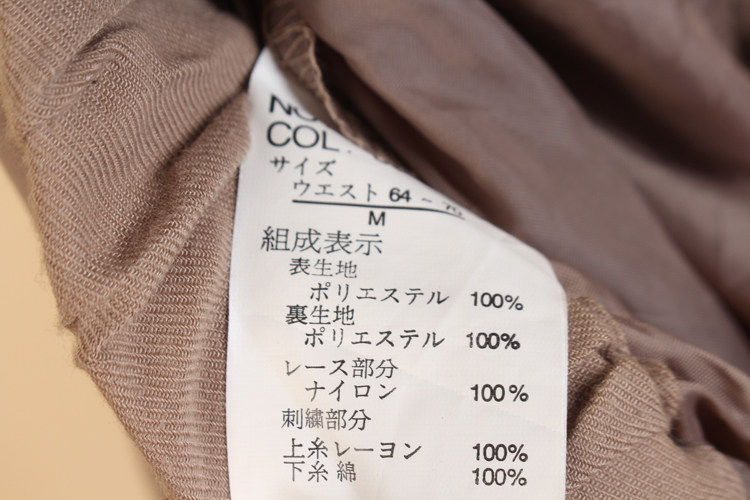 COL.
サイズ
ウエスト 64 ~
M
組成表示
表生地
ポリエステル 100%
裏生地
ポリエステル 100%
レース部分
ナイロン 100%
刺繍部分
上糸レーヨン 100%
下糸 綿 100%